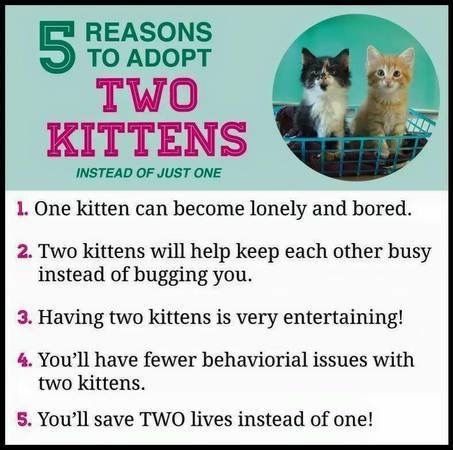 5 REASONS
TO ADOPT
TWO
KITTENS
INSTEAD OF JUST ONE
1. One kitten can become lonely and bored.
2. Two kittens will help keep each other busy
instead of bugging you.
3. Having two kittens is very entertaining!
4. You'll have fewer behaviorial issues with
two kittens.
5. You'll save TWO lives instead of one!